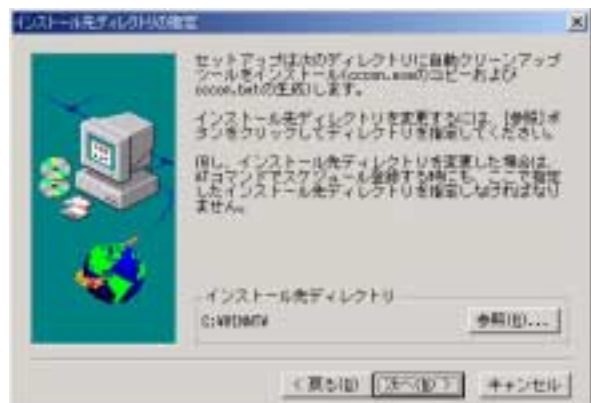 インストール先ディレクトリの指定
セットアップは次のディレクトリに自動クリーンアップ
ツールをインストール(のコピーおよび
の生成)します。
インストール先ディレクトリを変更するには、[参照]ボ
タンをクリックしてディレクトリを指定してください。
但し、インストール先ディレクトリを変更した場合は、
ATコマンドでスケジュール登録する時にも、ここで指定
したインストール先ディレクトリを指定しなければなり
ません。
インストール先ディレクトリ
C:¥WINNT¥
参照(R)...
< 戻る(B)
次へ(N) >
キャンセル